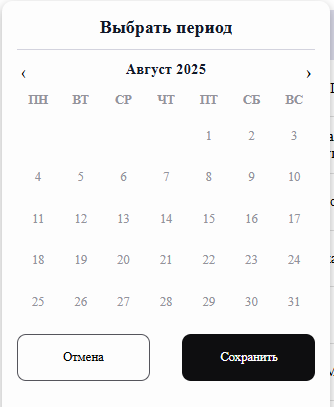 Выбрать период
‹ Август 2025 ›
ПН ВТ СР ЧТ ПТ СБ ВС
1 2 3
4 5 6 7 8 9 10
11 12 13 14 15 16 17
18 19 20 21 22 23 24
25 26 27 28 29 30 31
Отмена Сохранить